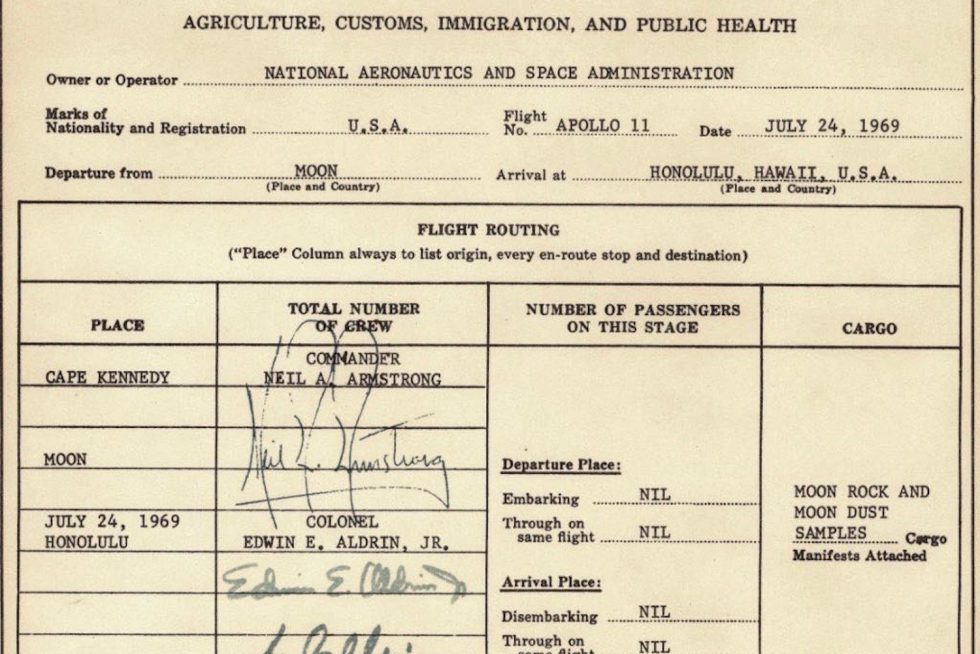 AGRICULTURE, CUSTOMS, IMMIGRATION, AND PUBLIC HEALTH
Owner or Operator NATIONAL AERONAUTICS AND SPACE ADMINISTRATION
Marks of
Nationality and Registration U.S.A.
Flight
No. APOLLO 11
Date JULY 24, 1969
Departure from MOON
(Place and Country)
Arrival at HONOLULU, HAWAII, U.S.A.
(Place and Country)
FLIGHT ROUTING
("Place" Column always to list origin, every en-route stop and destination)
PLACE
TOTAL NUMBER
OF CREW
NUMBER OF PASSENGERS
ON THIS STAGE
CARGO
CAPE KENNEDY
COMMANDER
NEIL A. ARMSTRONG
Neil A. Armstrong
MOON
JULY 24, 1969
HONOLULU
COLONEL
EDWIN E. ALDRIN, JR.
Edwin E. Aldrin Jr
Departure Place:
Embarking NIL
Through on
same flight NIL
Arrival Place:
Disembarking NIL
Through on
same flight NIL
MOON ROCK AND
MOON DUST
SAMPLES Cargo
Manifests Attached